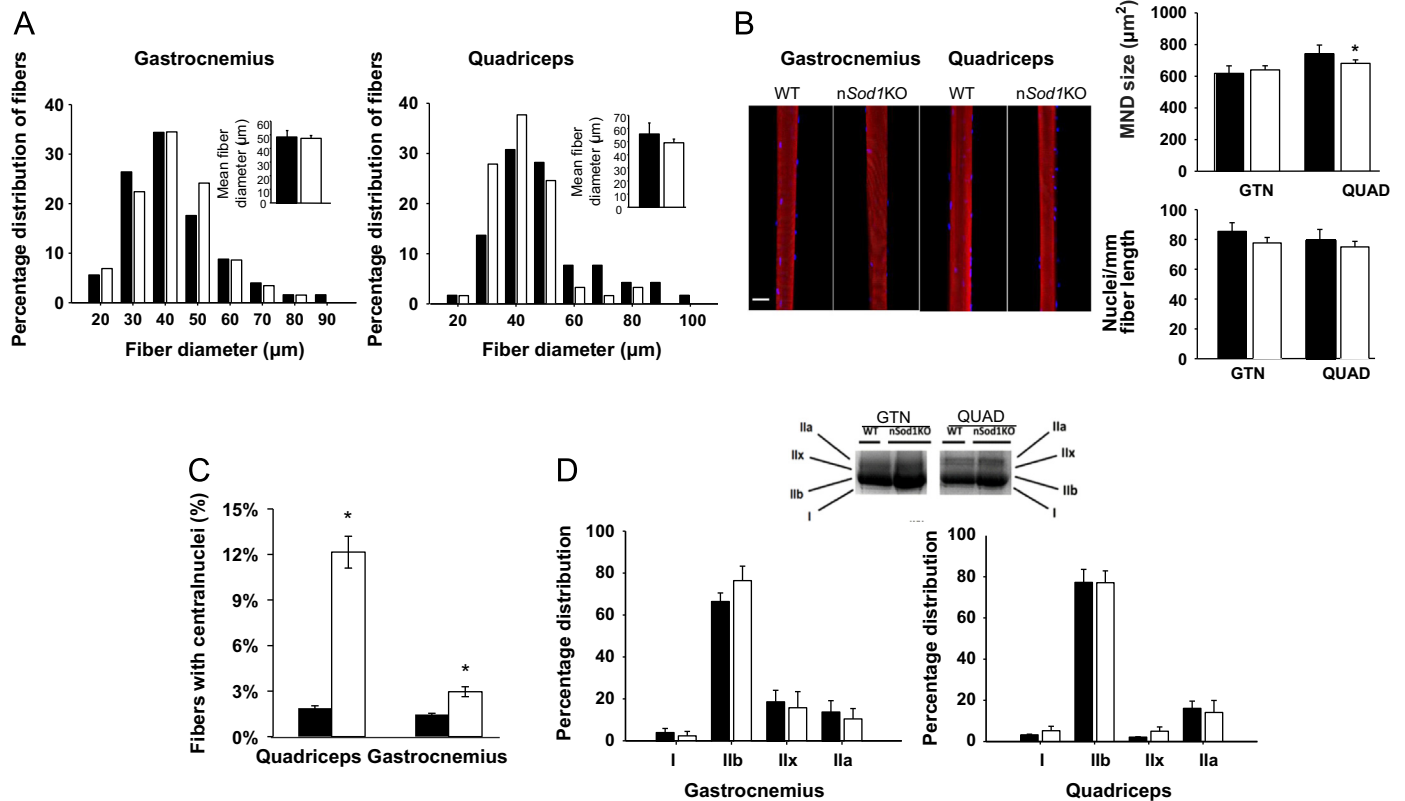 A
Gastrocnemius
Percentage distribution of fibers
40
30
20
10
0
20 30 40 50 60 70 80 90
Fiber diameter (µm)
Mean fiber
diameter (µm)
60
50
40
30
20
10
0
Quadriceps
Percentage distribution of fibers
40
30
20
10
0
20 40 60 80 100
Fiber diameter (µm)
Mean fiber
diameter (µm)
70
60
50
40
30
20
10
0
B
Gastrocnemius Quadriceps
WT nSod1KO WT nSod1KO
MND size (µm²)
1000
800
600
400
200
0
*
GTN QUAD
Nuclei/mm
fiber length
100
80
60
40
20
0
GTN QUAD
C
Fibers with centralnuclei (%)
15%
12%
9%
6%
3%
0%
*
*
Quadriceps Gastrocnemius
D
GTN QUAD
WT nSod1KO WT nSod1KO
IIa
IIx
IIb
I
IIa
IIx
IIb
I
Percentage distribution
100
80
60
40
20
0
I IIb IIx IIa
Gastrocnemius
Percentage distribution
100
80
60
40
20
0
I IIb IIx IIa
Quadriceps